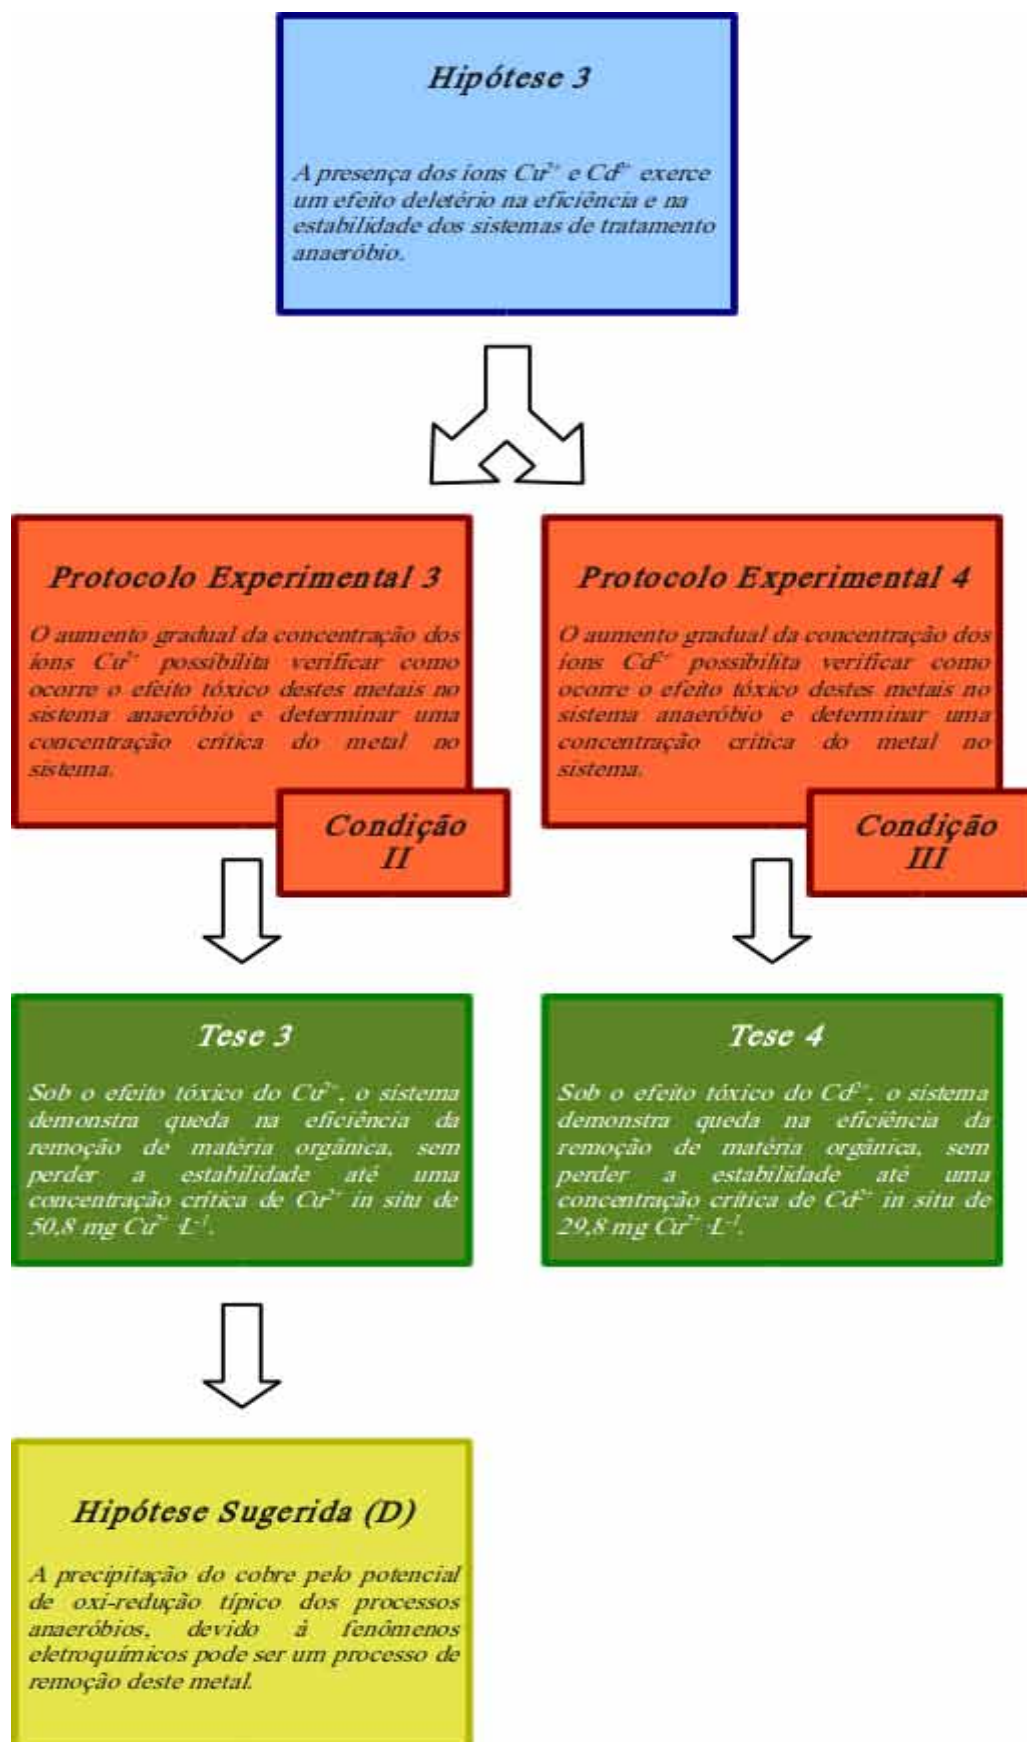 Hipótese 3
A presença dos íons Cu²⁺ e Cd²⁺ exerce
um efeito deletério na eficiência e na
estabilidade dos sistemas de tratamento
anaeróbio.
Protocolo Experimental 3
O aumento gradual da concentração dos
íons Cu²⁺ possibilita verificar como
ocorre o efeito tóxico destes metais no
sistema anaeróbio e determinar uma
concentração crítica do metal no
sistema.
Condição
II
Protocolo Experimental 4
O aumento gradual da concentração dos
íons Cd²⁺ possibilita verificar como
ocorre o efeito tóxico destes metais no
sistema anaeróbio e determinar uma
concentração crítica do metal no
sistema.
Condição
III
Tese 3
Sob o efeito tóxico do Cu²⁺, o sistema
demonstra queda na eficiência da
remoção de matéria orgânica, sem
perder a estabilidade até uma
concentração crítica de Cu²⁺ in situ de
50,8 mg Cu²⁺·L⁻¹.
Tese 4
Sob o efeito tóxico do Cd²⁺, o sistema
demonstra queda na eficiência da
remoção de matéria orgânica, sem
perder a estabilidade até uma
concentração crítica de Cd²⁺ in situ de
29,8 mg Cu²⁺·L⁻¹.
Hipótese Sugerida (D)
A precipitação do cobre pelo potencial
de oxi-redução típico dos processos
anaeróbios, devido à fenômenos
eletroquímicos pode ser um processo de
remoção deste metal.